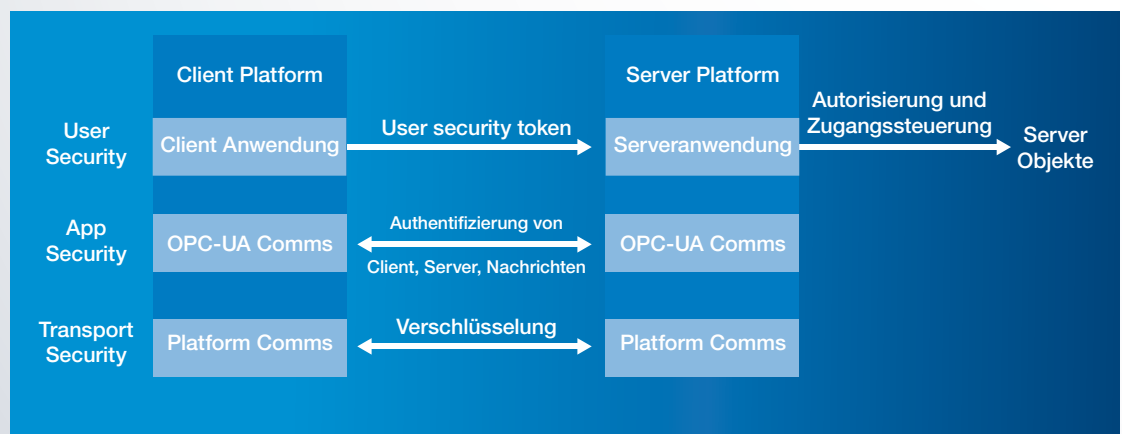 Client Platform
Server Platform
User
Security
Client Anwendung
User security token
Serveranwendung
Autorisierung und
Zugangssteuerung
Server
Objekte
App
Security
OPC-UA Comms
Authentifizierung von
Client, Server, Nachrichten
OPC-UA Comms
Transport
Security
Platform Comms
Verschlüsselung
Platform Comms